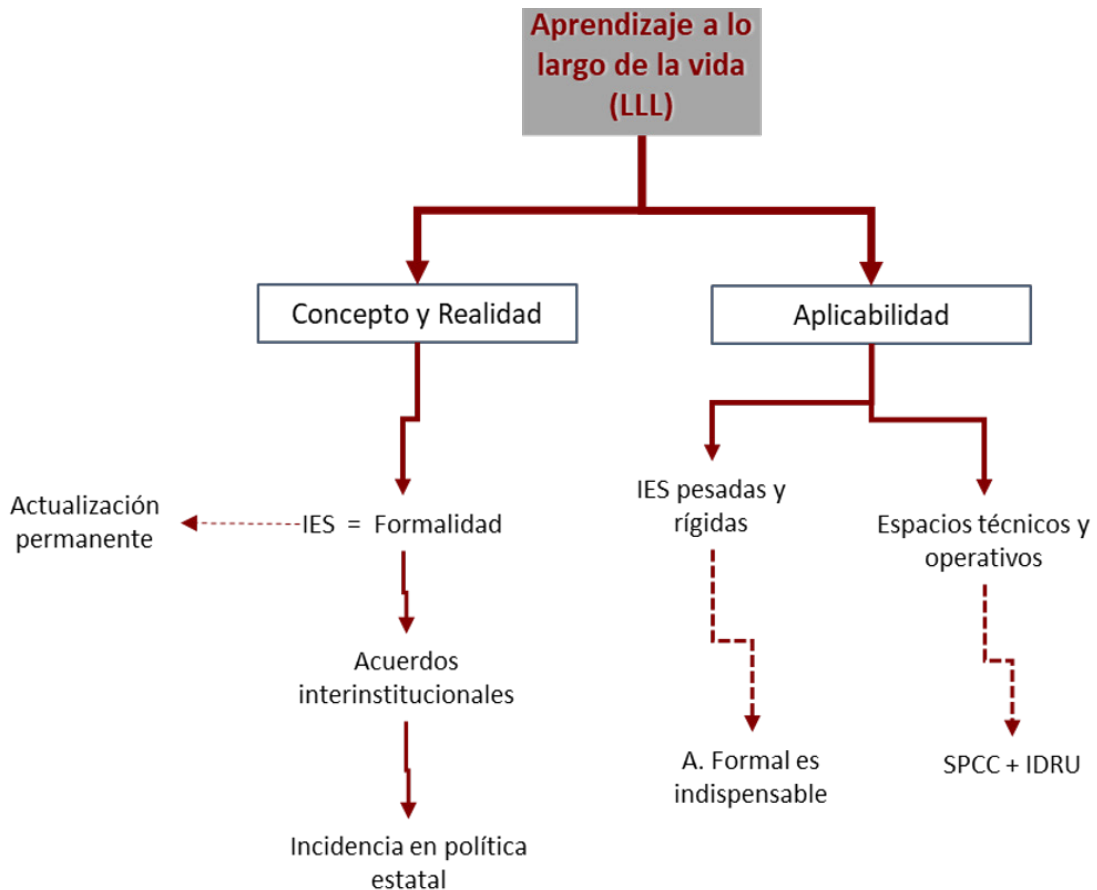 Aprendizaje a lo
largo de la vida
(LLL)
Concepto y Realidad
Aplicabilidad
Actualización
permanente
IES = Formalidad
IES pesadas y
rígidas
Espacios técnicos y
operativos
Acuerdos
interinstitucionales
A. Formal es
indispensable
SPCC + IDRU
Incidencia en política
estatal